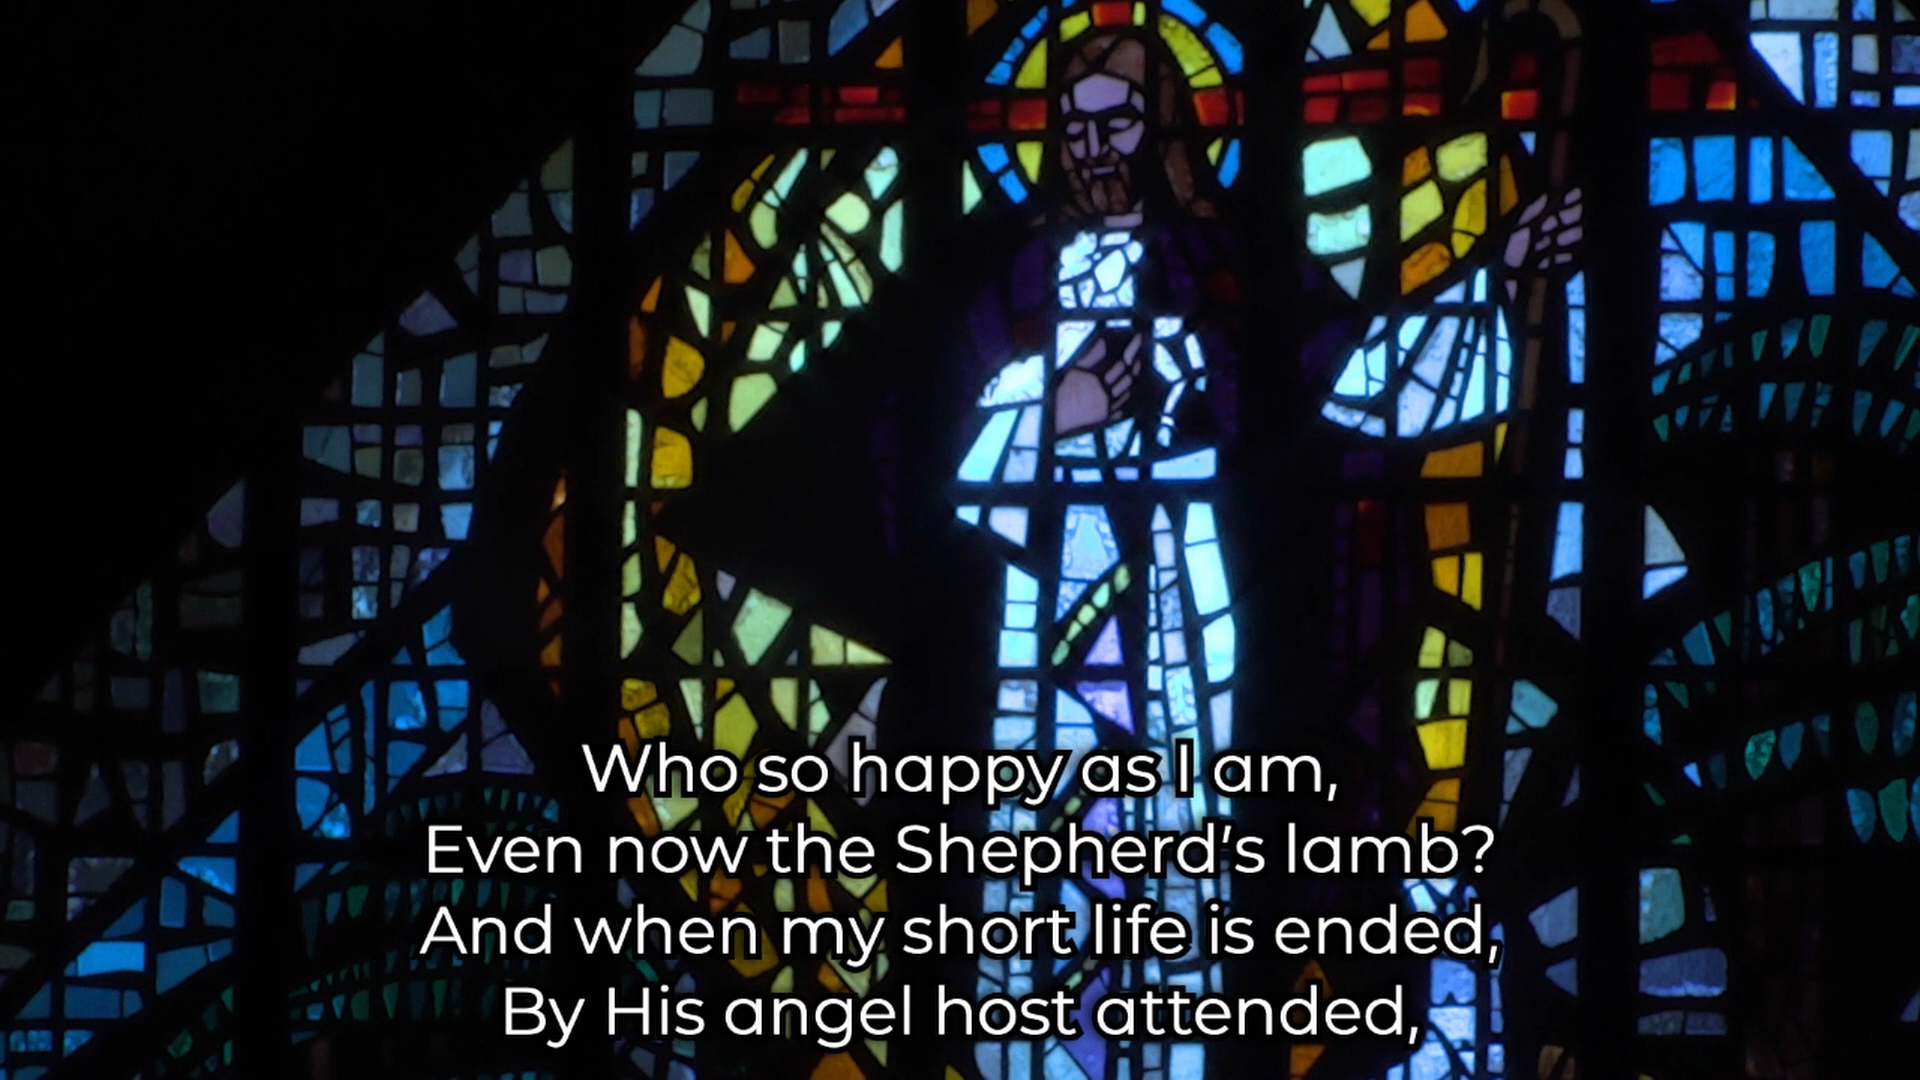 Who so happy as I am,
Even now the Shepherd’s lamb?
And when my short life is ended,
By His angel host attended,